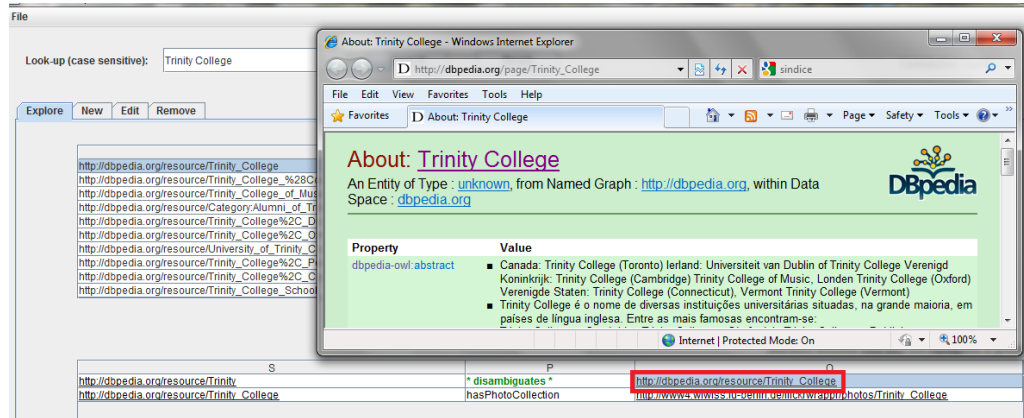 File
Look-up (case sensitive):
Trinity College
Explore
New
Edit
Remove
http://dbpedia.org/resource/Trinity_College
http://dbpedia.org/resource/Trinity_College_%28C
http://dbpedia.org/resource/Trinity_College_of_Mus
http://dbpedia.org/resource/Category:Alumni_of_Tr
http://dbpedia.org/resource/Trinity_College%2C_D
http://dbpedia.org/resource/Trinity_College%2C_O
http://dbpedia.org/resource/University_of_Trinity_C
http://dbpedia.org/resource/Trinity_College%2C_P
http://dbpedia.org/resource/Trinity_College%2C_C
http://dbpedia.org/resource/Trinity_College_School
About: Trinity College - Windows Internet Explorer
http://dbpedia.org/page/Trinity_College
sindice
File Edit View Favorites Tools Help
Favorites
About: Trinity College
Page Safety Tools
About: Trinity College
An Entity of Type : unknown, from Named Graph : http://dbpedia.org, within Data
Space : dbpedia.org
DBpedia
Property Value
dbpedia-owl:abstract
Canada: Trinity College (Toronto) Ierland: Universiteit van Dublin of Trinity College Verenigd
Koninkrijk: Trinity College (Cambridge) Trinity College of Music, Londen Trinity College (Oxford)
Verenigde Staten: Trinity College (Connecticut), Vermont Trinity College (Vermont)
Trinity College é o nome de diversas instituições universitárias situadas, na grande maioria, em
países de língua inglesa. Entre as mais famosas encontram-se:
Internet | Protected Mode: On
100%
S P O
http://dbpedia.org/resource/Trinity * disambiguates * http://dbpedia.org/resource/Trinity_College
http://dbpedia.org/resource/Trinity_College hasPhotoCollection http://www4.wiwiss.fu-berlin.de/flickrwrappr/photos/Trinity_College